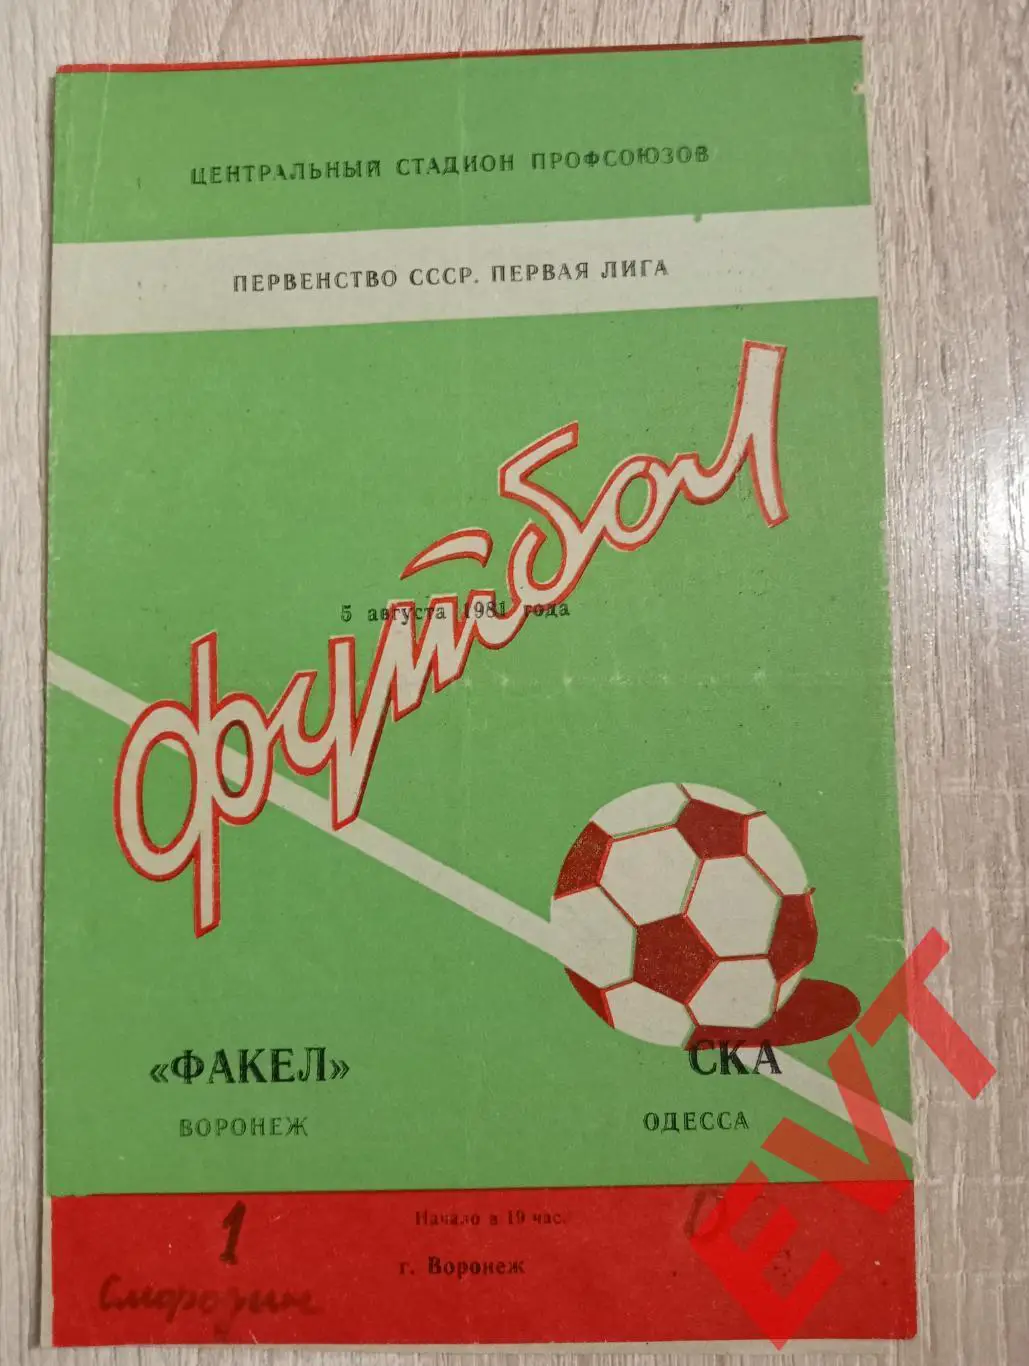 ЦЕНТРАЛЬНЫЙ СТАДИОН ПРОФСОЮЗОВ
ПЕРВЕНСТВО СССР. ПЕРВАЯ ЛИГА
футбол
5 августа 1981 года
«ФАКЕЛ» СКА
ВОРОНЕЖ ОДЕССА
1 Начало в 19 час. 0
г. Воронеж
Смородин
EVT